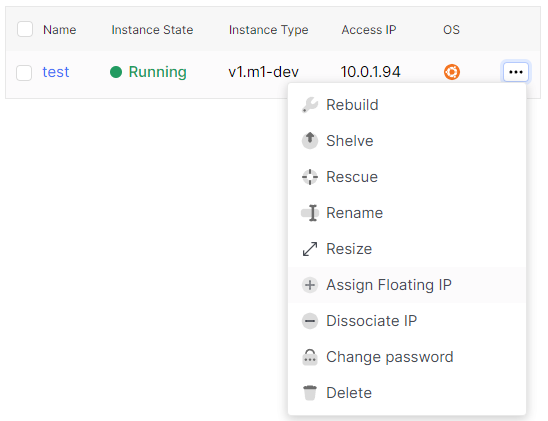 Name Instance State Instance Type Access IP OS
test Running v1.m1-dev 10.0.1.94
Rebuild
Shelve
Rescue
Rename
Resize
Assign Floating IP
Dissociate IP
Change password
Delete